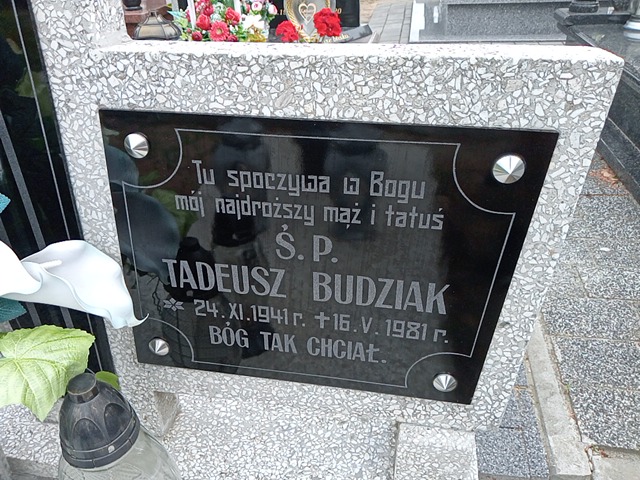 Tu spoczywa w Bogu
mój najdroższy mąż i tatuś
Ś. P.
TADEUSZ BUDZIAK
* 24. XI. 1941 r. + 16. V. 1981 r.
BÓG TAK CHCIAŁ.